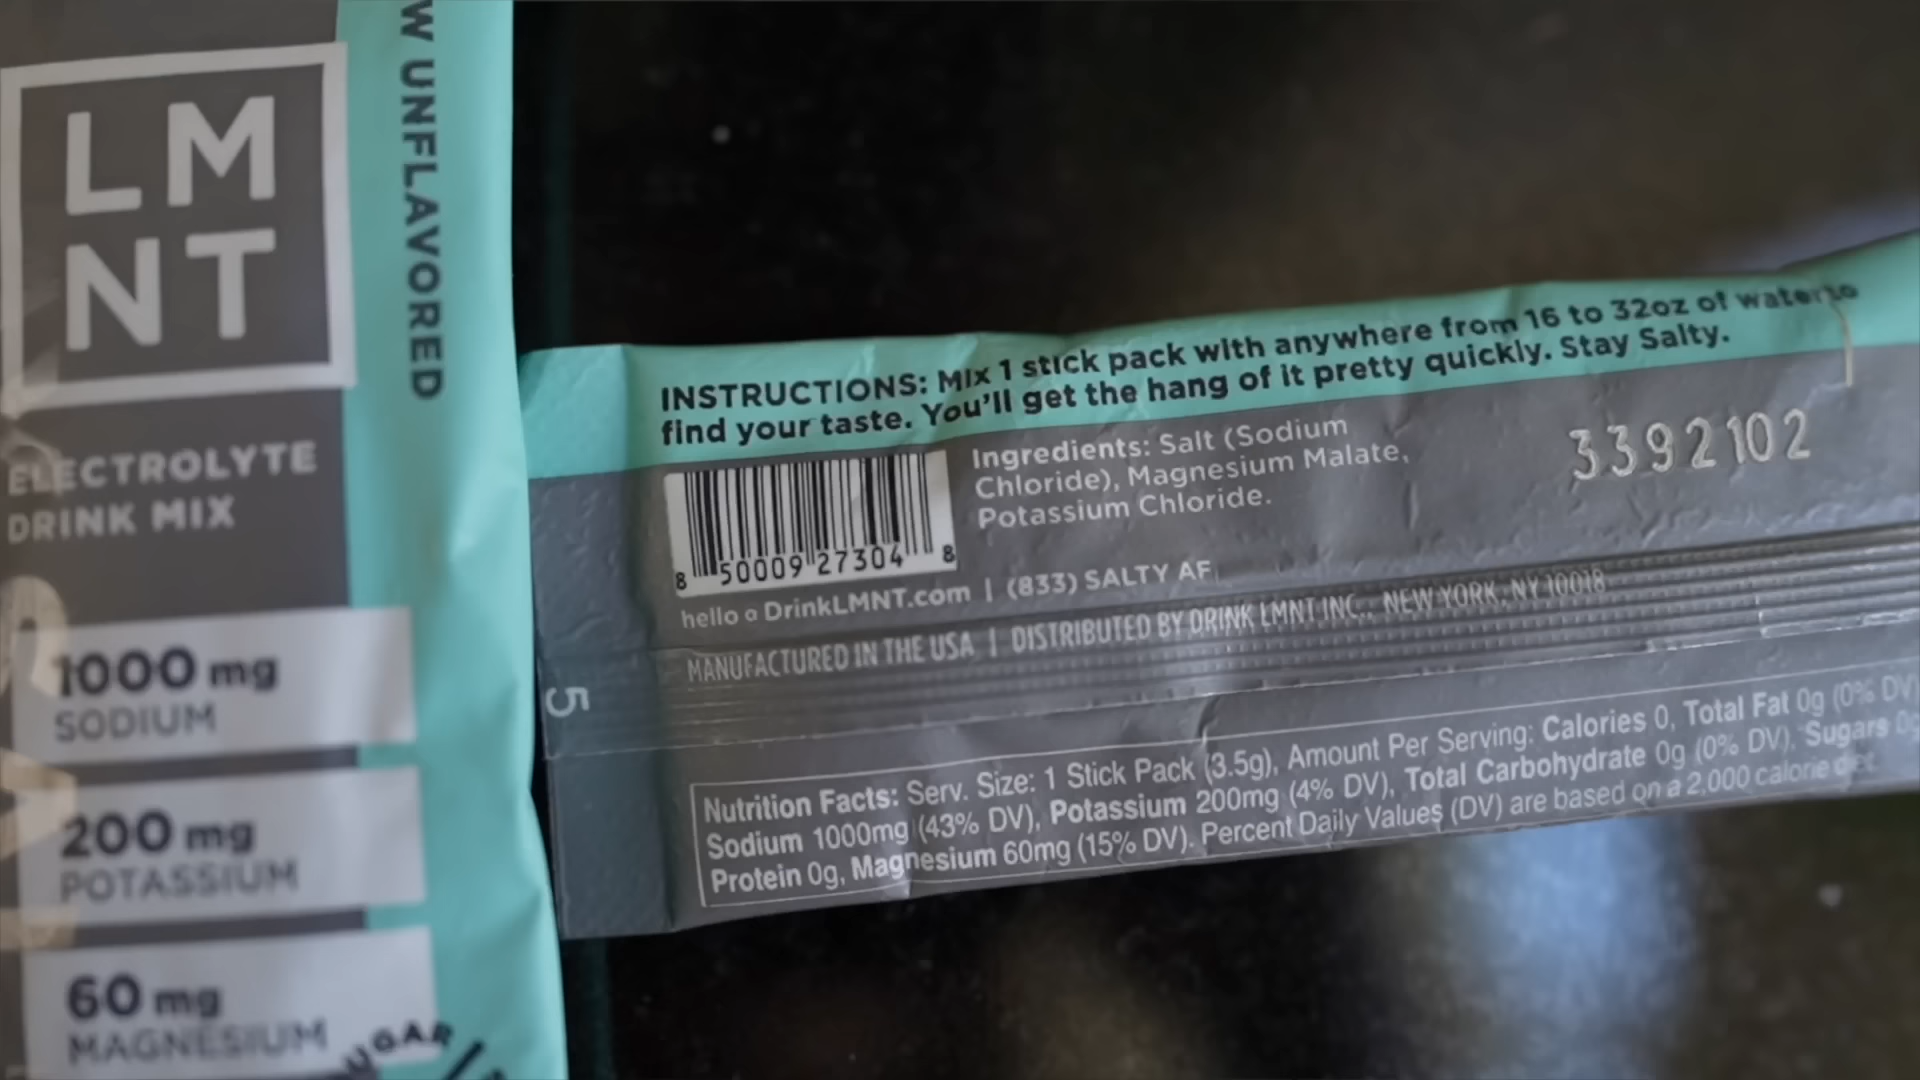 LM
NT
W UNFLAVORED
ELECTROLYTE
DRINK MIX
1000 mg
SODIUM
200 mg
POTASSIUM
60 mg
MAGNESIUM
INSTRUCTIONS: Mix 1 stick pack with anywhere from 16 to 32oz of water to
find your taste. You'll get the hang of it pretty quickly. Stay Salty.
Ingredients: Salt (Sodium
Chloride), Magnesium Malate,
Potassium Chloride.
3392102
8 50009 27304 8
hello @ DrinkLMNT.com | (833) SALTY AF
MANUFACTURED IN THE USA | DISTRIBUTED BY DRINK LMNT INC., NEW YORK, NY 10018
5
Nutrition Facts: Serv. Size: 1 Stick Pack (3.5g), Amount Per Serving: Calories 0, Total Fat 0g (0% DV)
Sodium 1000mg (43% DV), Potassium 200mg (4% DV), Total Carbohydrate 0g (0% DV), Sugars 0g
Protein 0g, Magnesium 60mg (15% DV). Percent Daily Values (DV) are based on a 2,000 calorie diet